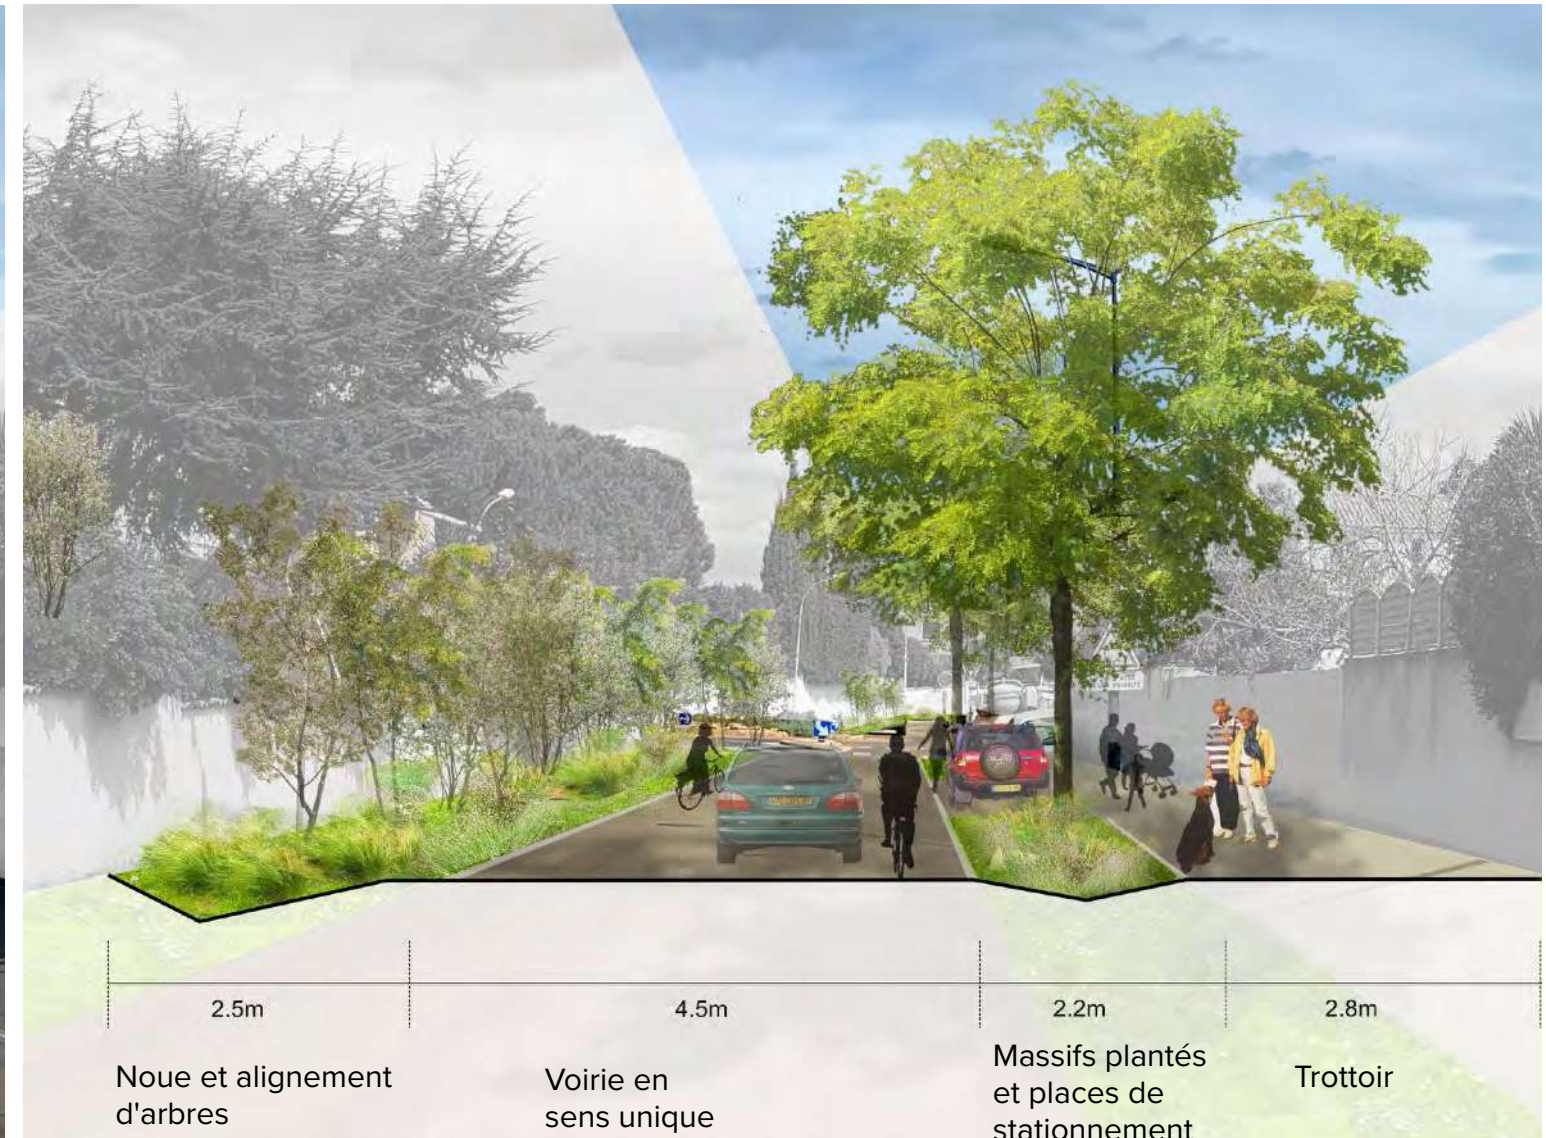 2.5m
4.5m
2.2m
2.8m
Noue et alignement
d'arbres
Voirie en
sens unique
Massifs plantés
et places de
stationnement
Trottoir